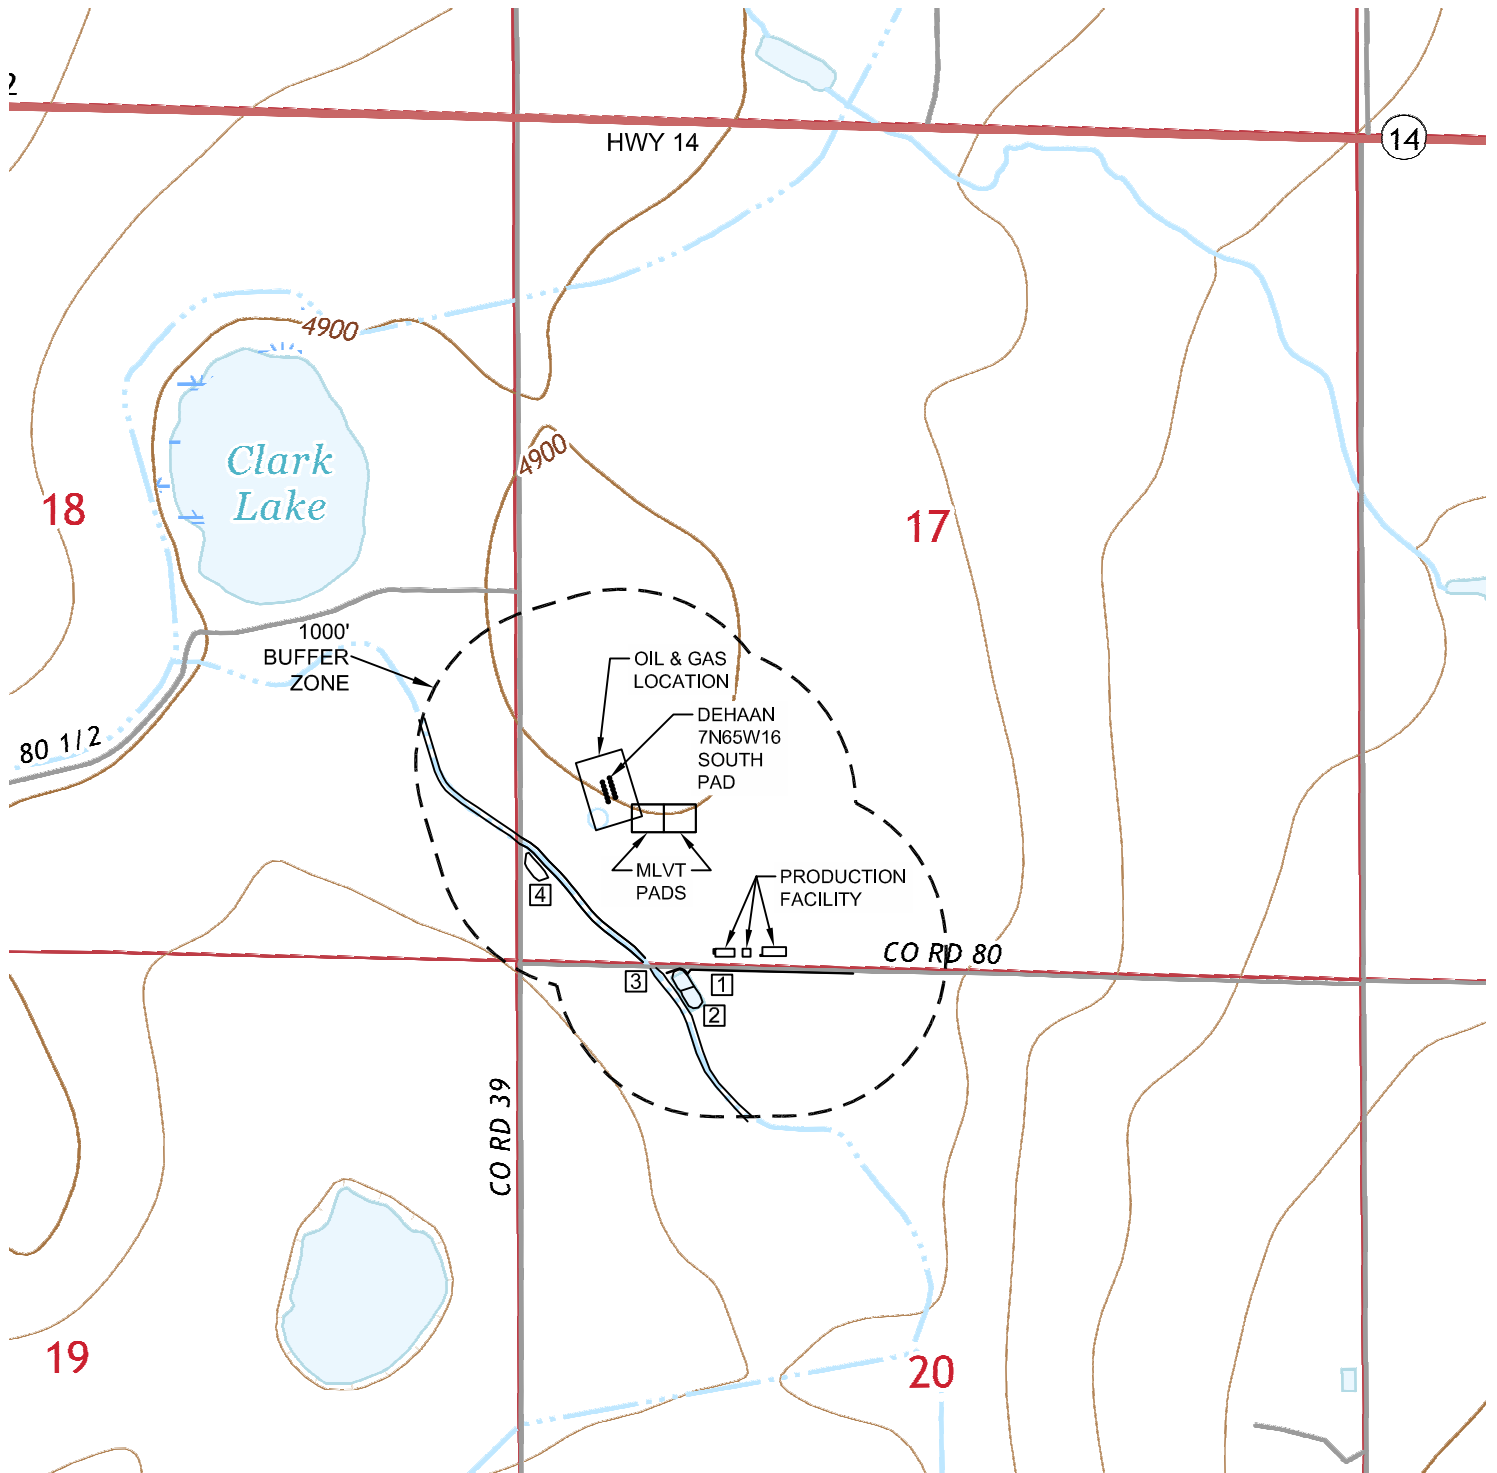 2
HWY 14
14
4900
4900
Clark
Lake
18
17
1000'
BUFFER
ZONE
OIL & GAS
LOCATION
DEHAAN
7N65W16
SOUTH
PAD
80 1/2
MLVT
PADS
PRODUCTION
FACILITY
4
CO RD 80
3
1
2
CO RD 39
19
20